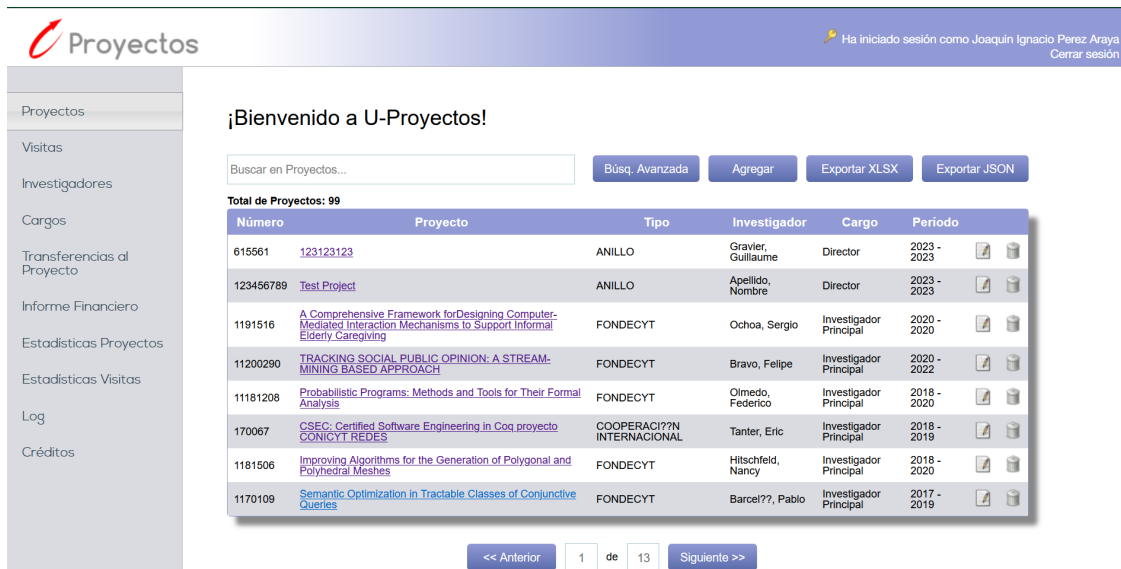 Proyectos
Ha iniciado sesión como Joaquin Ignacio Perez Araya
Cerrar sesión
Proyectos
Visitas
Investigadores
Cargos
Transferencias al
Proyecto
Informe Financiero
Estadísticas Proyectos
Estadísticas Visitas
Log
Créditos
¡Bienvenido a U-Proyectos!
Buscar en Proyectos...
Búsq. Avanzada
Agregar
Exportar XLSX
Exportar JSON
Total de Proyectos: 99
Número Proyecto Tipo Investigador Cargo Período
615561 123123123 ANILLO Gravier, Guillaume Director 2023 - 2023
123456789 Test Project ANILLO Apellido, Nombre Director 2023 - 2023
1191516 A Comprehensive Framework forDesigning Computer-
Mediated Interaction Mechanisms to Support Informal
Elderly Caregiving FONDECYT Ochoa, Sergio Investigador Principal 2020 - 2020
11200290 TRACKING SOCIAL PUBLIC OPINION: A STREAM-
MINING BASED APPROACH FONDECYT Bravo, Felipe Investigador Principal 2020 - 2022
11181208 Probabilistic Programs: Methods and Tools for Their Formal
Analysis FONDECYT Olmedo, Federico Investigador Principal 2018 - 2020
170067 CSEC: Certified Software Engineering in Coq proyecto
CONICYT REDES COOPERACI??N INTERNACIONAL Tanter, Eric Investigador Principal 2018 - 2019
1181506 Improving Algorithms for the Generation of Polygonal and
Polyhedral Meshes FONDECYT Hitschfeld, Nancy Investigador Principal 2018 - 2020
1170109 Semantic Optimization in Tractable Classes of Conjunctive
Queries FONDECYT Barcel??, Pablo Investigador Principal 2017 - 2019
<< Anterior 1 de 13 Siguiente >>